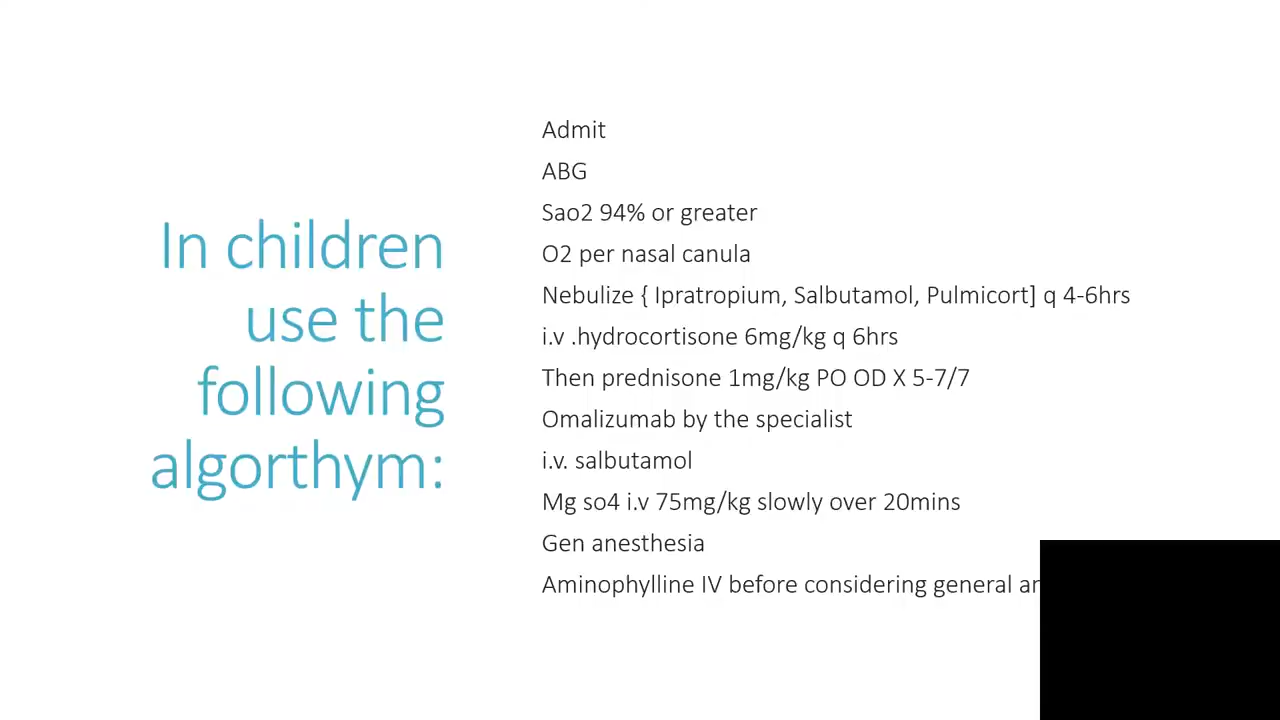 In children
use the
following
algorthym:
Admit
ABG
Sao2 94% or greater
O2 per nasal canula
Nebulize { Ipratropium, Salbutamol, Pulmicort] q 4-6hrs
i.v .hydrocortisone 6mg/kg q 6hrs
Then prednisone 1mg/kg PO OD X 5-7/7
Omalizumab by the specialist
i.v. salbutamol
Mg so4 i.v 75mg/kg slowly over 20mins
Gen anesthesia
Aminophylline IV before considering general